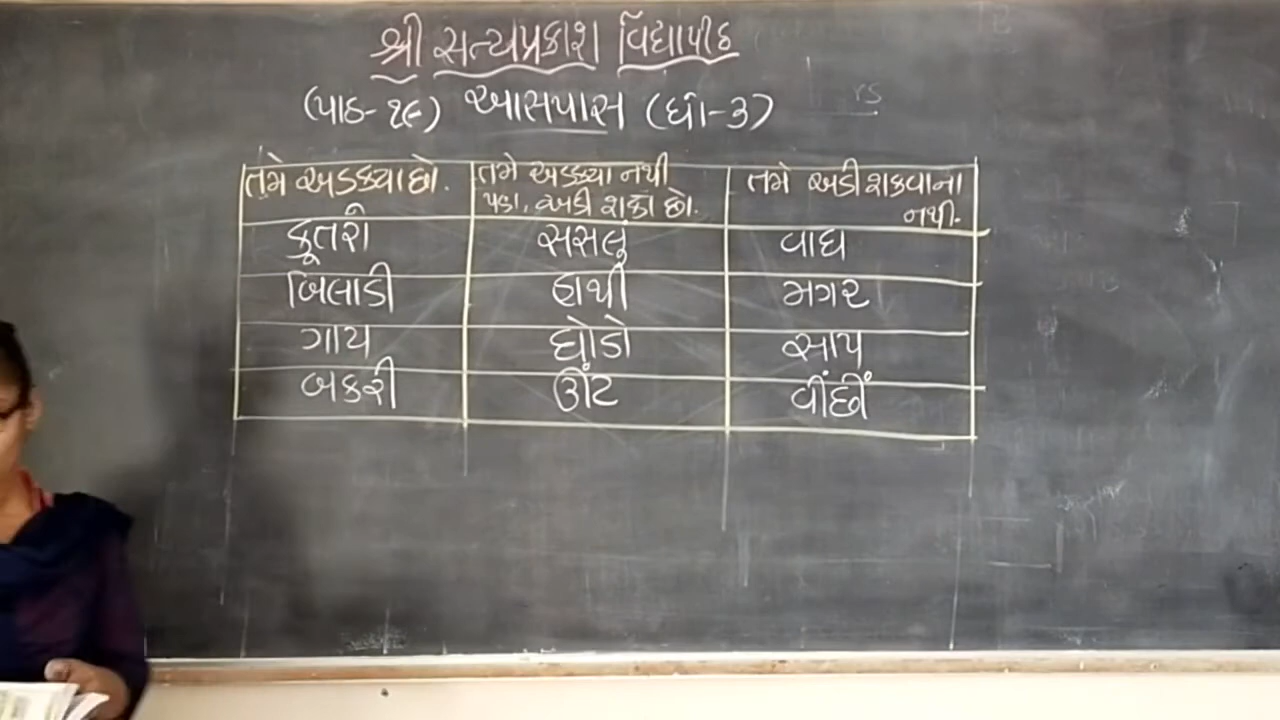 શ્રી સત્યપ્રકાશ વિદ્યાપીઠ
(પાઠ-૧૯) આસપાસ (ધો-૩)
તમે અડક્યા છો. તમે અડક્યા નથી તમે અડી શકવાના
પણ, અડી શકો છો. નથી.
કૂતરો સસલું વાઘ
બિલાડી હાથી મગર
ગાય ઘોડો સાપ
બકરી ઊંટ વીંછીં